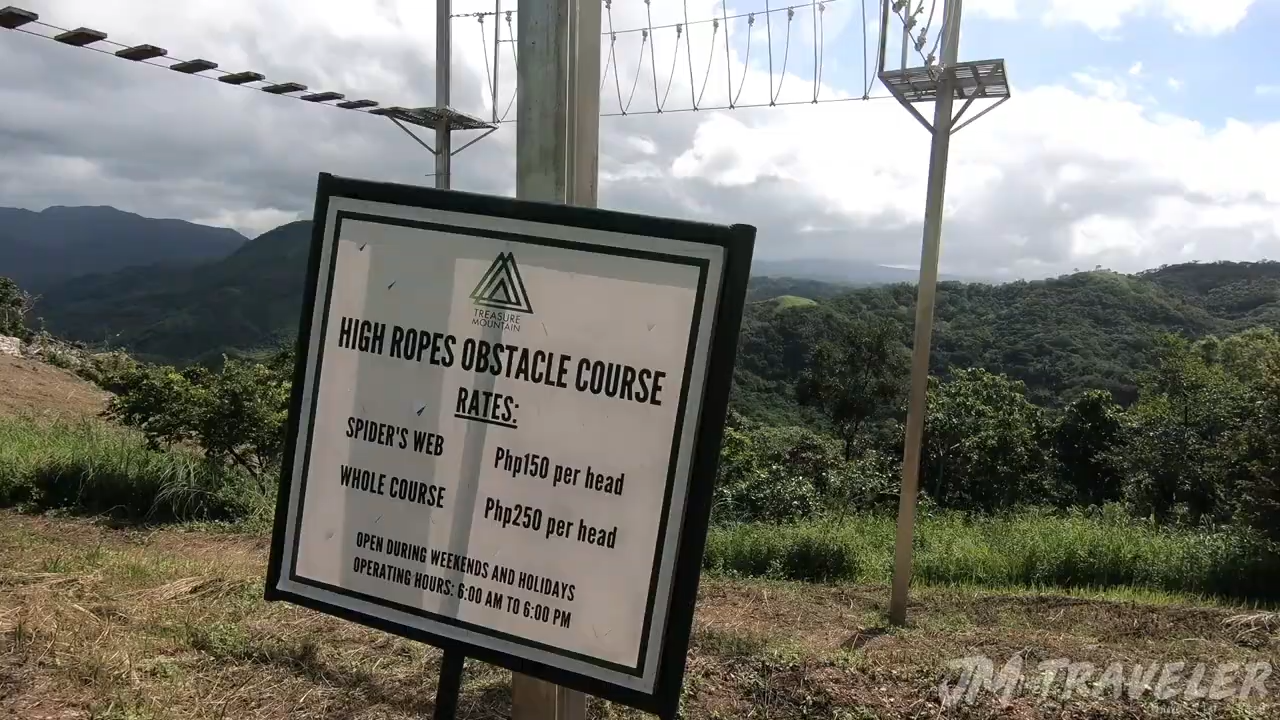 TREASURE
MOUNTAIN
HIGH ROPES OBSTACLE COURSE
RATES:
SPIDER'S WEB Php150 per head
WHOLE COURSE Php250 per head
OPEN DURING WEEKENDS AND HOLIDAYS
OPERATING HOURS: 6:00 AM TO 6:00 PM
JM TRAVELER